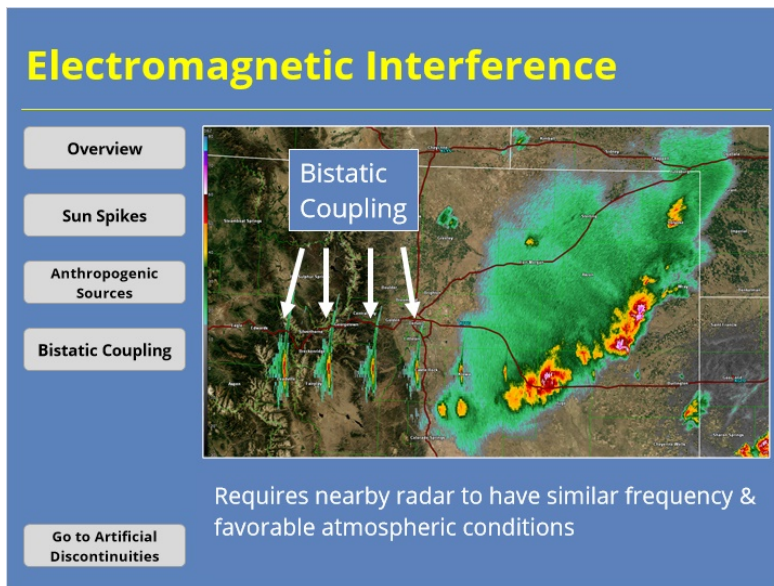 Electromagnetic Interference
Overview
Sun Spikes
Anthropogenic
Sources
Bistatic Coupling
Go to Artificial
Discontinuities
Bistatic
Coupling
Requires nearby radar to have similar frequency &
favorable atmospheric conditions